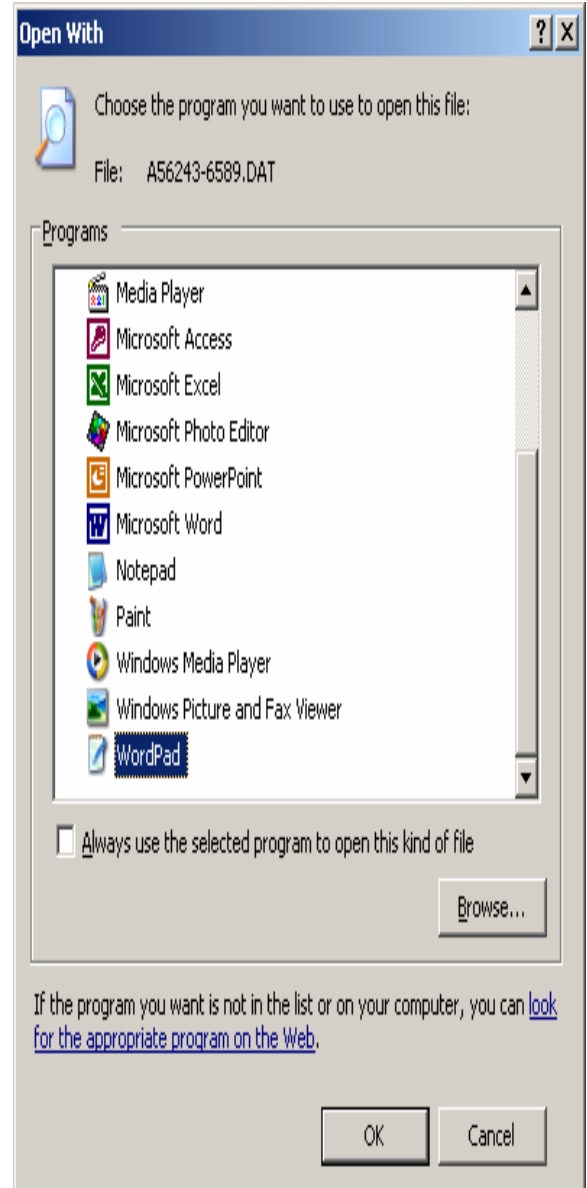 Open With
Choose the program you want to use to open this file:
File: A56243-6589.DAT
Programs
Media Player
Microsoft Access
Microsoft Excel
Microsoft Photo Editor
Microsoft PowerPoint
Microsoft Word
Notepad
Paint
Windows Media Player
Windows Picture and Fax Viewer
WordPad
Always use the selected program to open this kind of file
Browse...
If the program you want is not in the list or on your computer, you can look
for the appropriate program on the Web.
OK Cancel